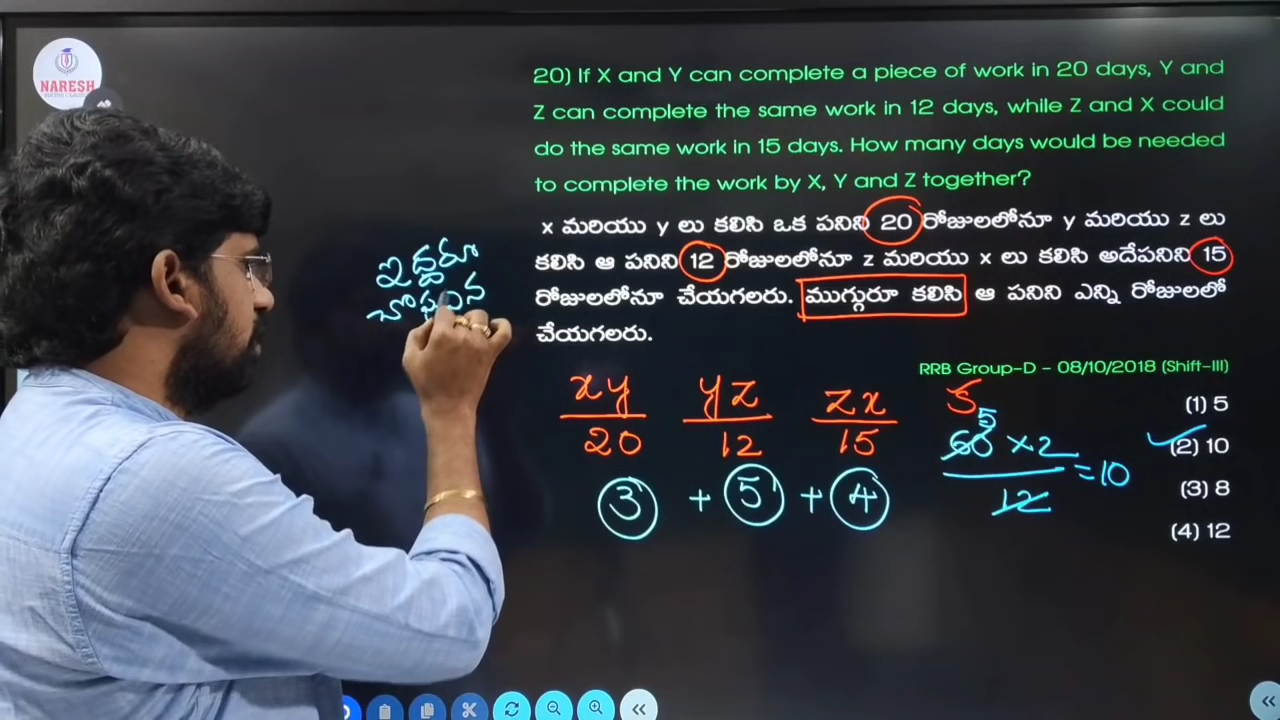 NARESH
20) If X and Y can complete a piece of work in 20 days, Y and
Z can complete the same work in 12 days, while Z and X could
do the same work in 15 days. How many days would be needed
to complete the work by X, Y and Z together?
x మరియు y లు కలిసి ఒక పనిని 20 రోజులలోనూ y మరియు z లు
కలిసి ఆ పనిని 12 రోజులలోనూ z మరియు x లు కలిసి అదేపనిని 15
రోజులలోనూ చేయగలరు. ముగ్గురూ కలిసి ఆ పనిని ఎన్ని రోజులలో
చేయగలరు.
ఇద్దరూ
RRB Group-D - 08/10/2018 (Shift-III)
xy yz zx
20 12 15
3 + 5 + 4
5
5
60 x 2
12
= 10
(1) 5
(2) 10
(3) 8
(4) 12